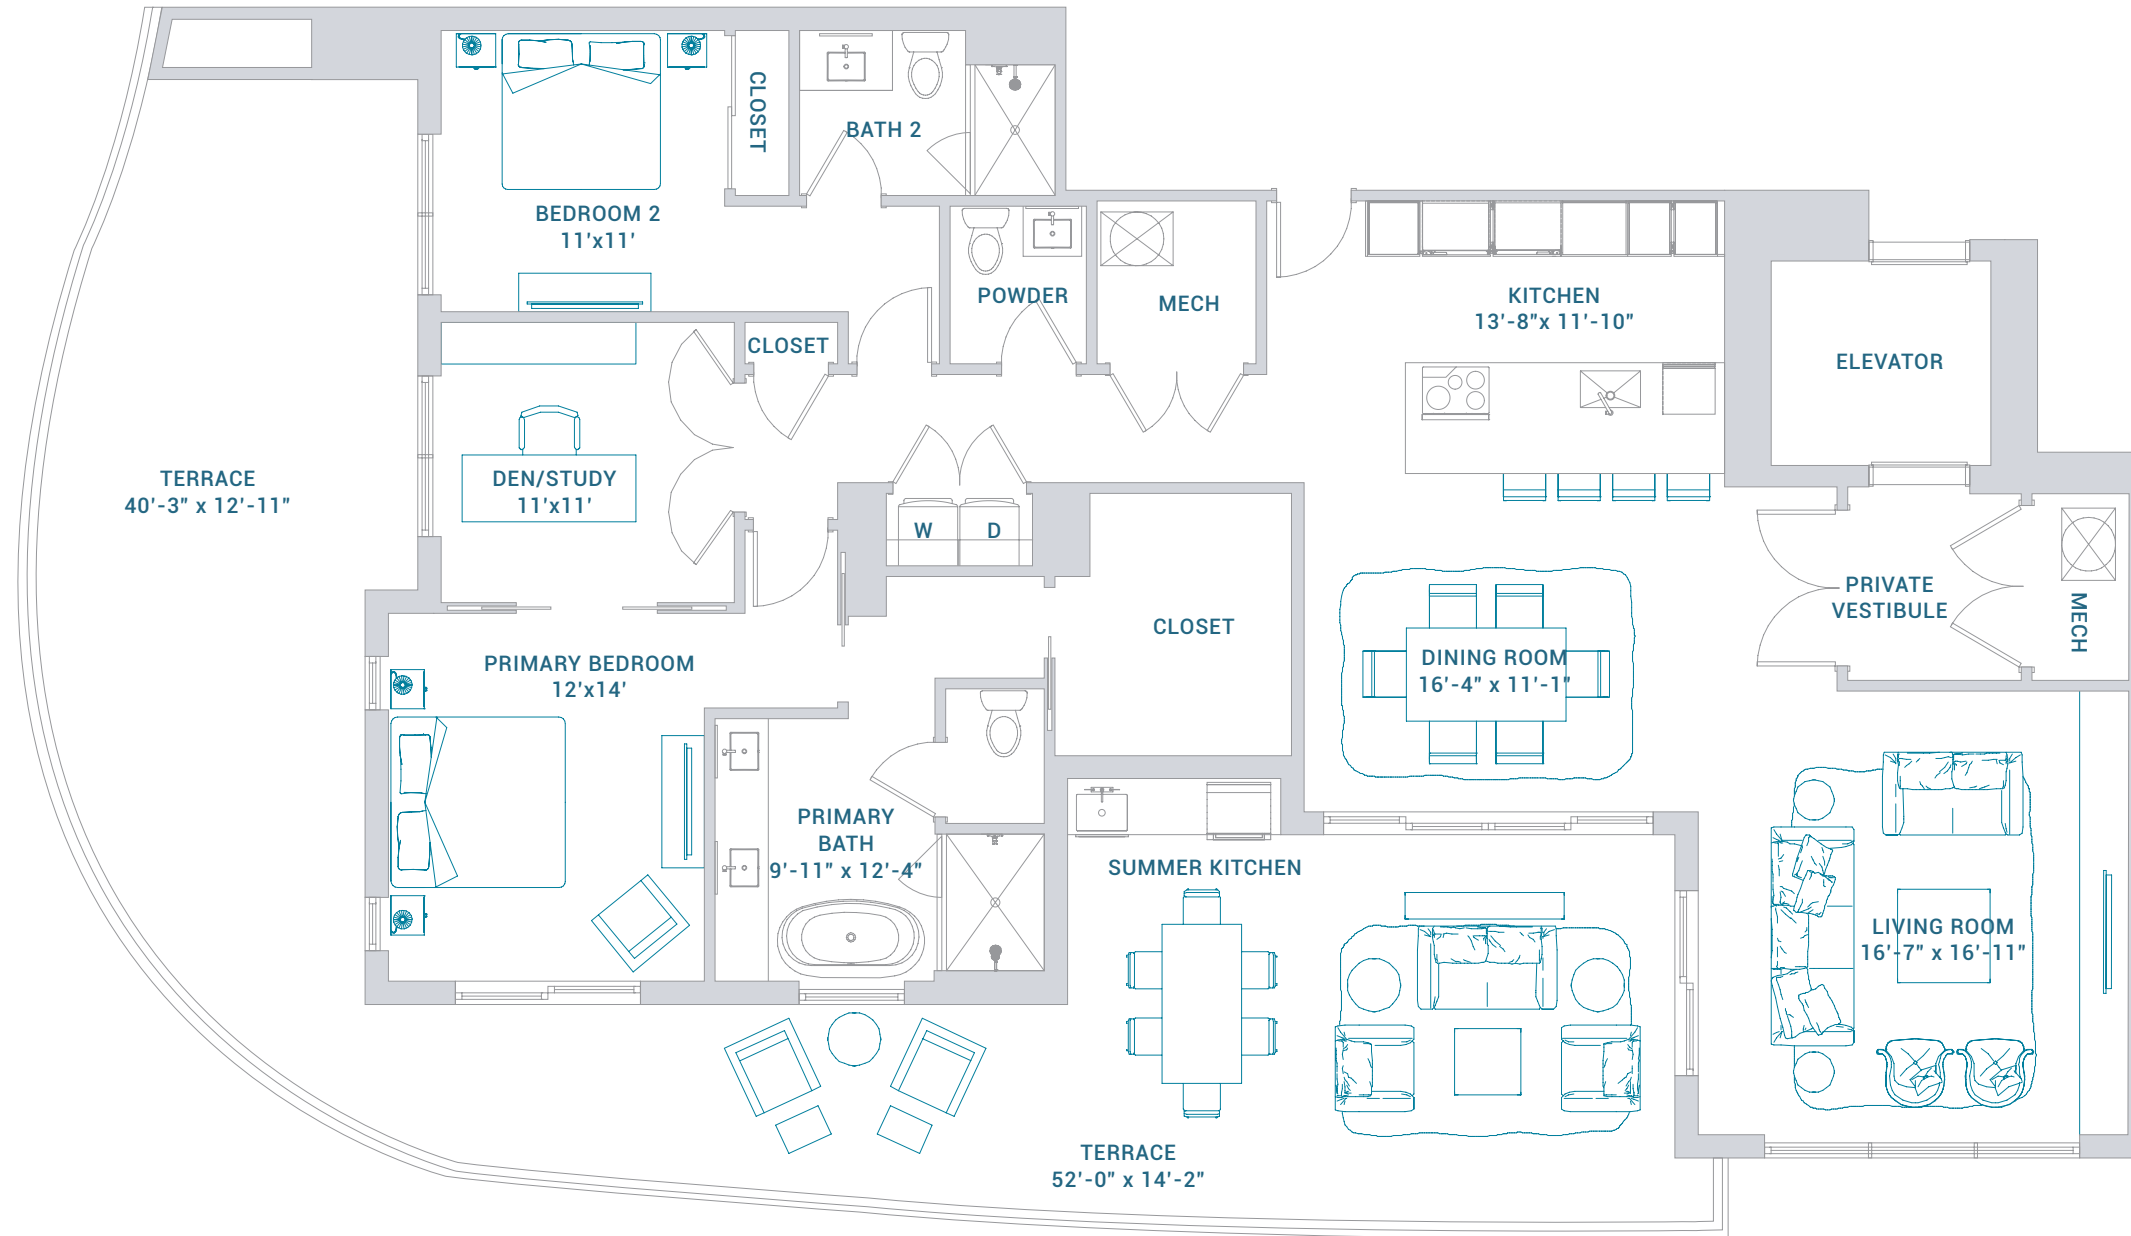 CLOSET
BATH 2
BEDROOM 2
11'x11'
POWDER
MECH
KITCHEN
13'-8"x 11'-10"
CLOSET
ELEVATOR
TERRACE
40'-3" x 12'-11"
DEN/STUDY
11'x11'
W
D
PRIVATE
VESTIBULE
MECH
CLOSET
PRIMARY BEDROOM
12'x14'
DINING ROOM
16'-4" x 11'-1"
PRIMARY
BATH
9'-11" x 12'-4"
SUMMER KITCHEN
LIVING ROOM
16'-7" x 16'-11"
TERRACE
52'-0" x 14'-2"